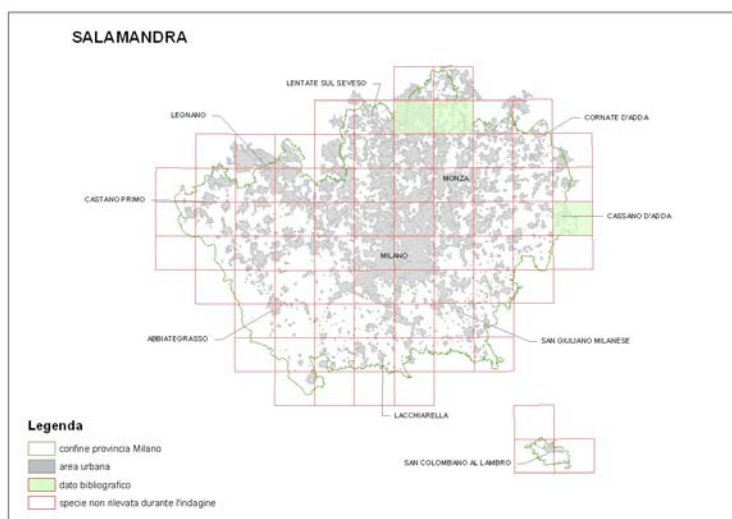 SALAMANDRA
LENTATE SUL SEVESO
LEGNANO
CORNATE D'ADDA
MONZA
CASTANO PRIMO
CASSANO D'ADDA
MILANO
ABBIATEGRASSO
SAN GIULIANO MILANESE
LACCHIARELLA
SAN COLOMBANO AL LAMBRO
Legenda
confine provincia Milano
area urbana
dato bibliografico
specie non rilevata durante l'indagine